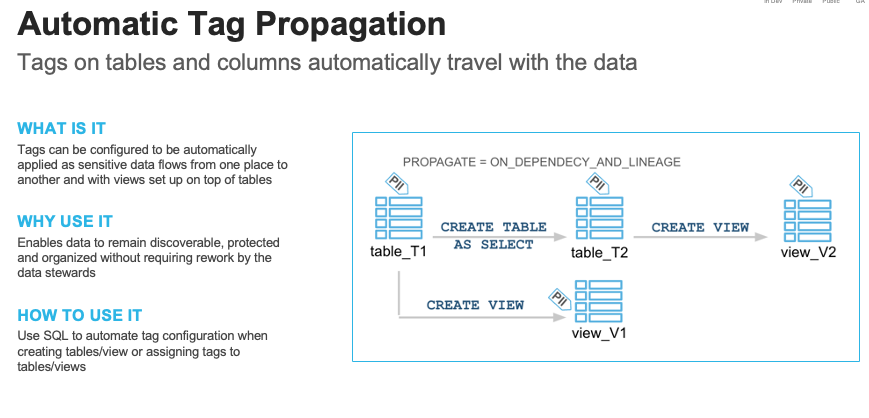 In Dev Private Public GA
Automatic Tag Propagation
Tags on tables and columns automatically travel with the data
WHAT IS IT
Tags can be configured to be automatically
applied as sensitive data flows from one place to
another and with views set up on top of tables
WHY USE IT
Enables data to remain discoverable, protected
and organized without requiring rework by the
data stewards
HOW TO USE IT
Use SQL to automate tag configuration when
creating tables/view or assigning tags to
tables/views
PROPAGATE = ON_DEPENDECY_AND_LINEAGE
PII
PII
PII
CREATE TABLE
AS SELECT
CREATE VIEW
table_T1
table_T2
view_V2
CREATE VIEW
PII
view_V1